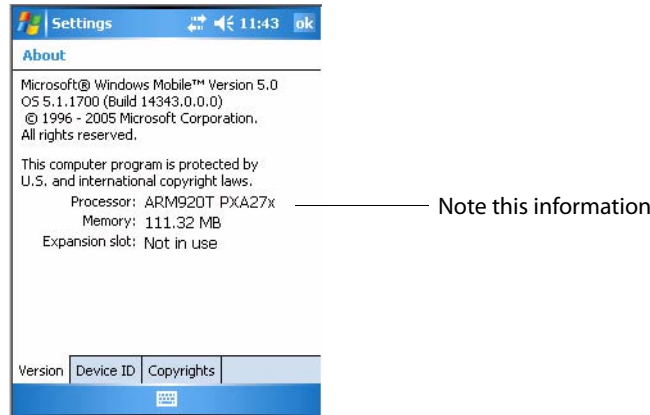 Settings 11:43 ok
About
Microsoft® Windows Mobile™ Version 5.0
OS 5.1.1700 (Build 14343.0.0.0)
© 1996 - 2005 Microsoft Corporation.
All rights reserved.
This computer program is protected by
U.S. and international copyright laws.
Processor: ARM920T PXA27x
Note this information
Memory: 111.32 MB
Expansion slot: Not in use
Version Device ID Copyrights